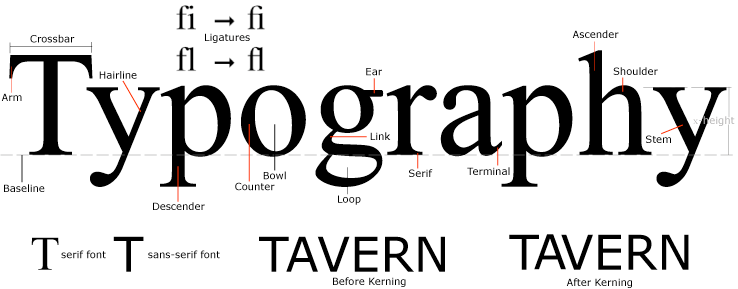 fi → fi
Ligatures
fl → fl
Crossbar
Ascender
Hairline
Ear
Shoulder
Arm
Typography
x-height
Link
Stem
Baseline
Counter
Bowl
Serif
Terminal
Descender
Loop
T serif font
T sans-serif font
TAVERN
Before Kerning
TAVERN
After Kerning